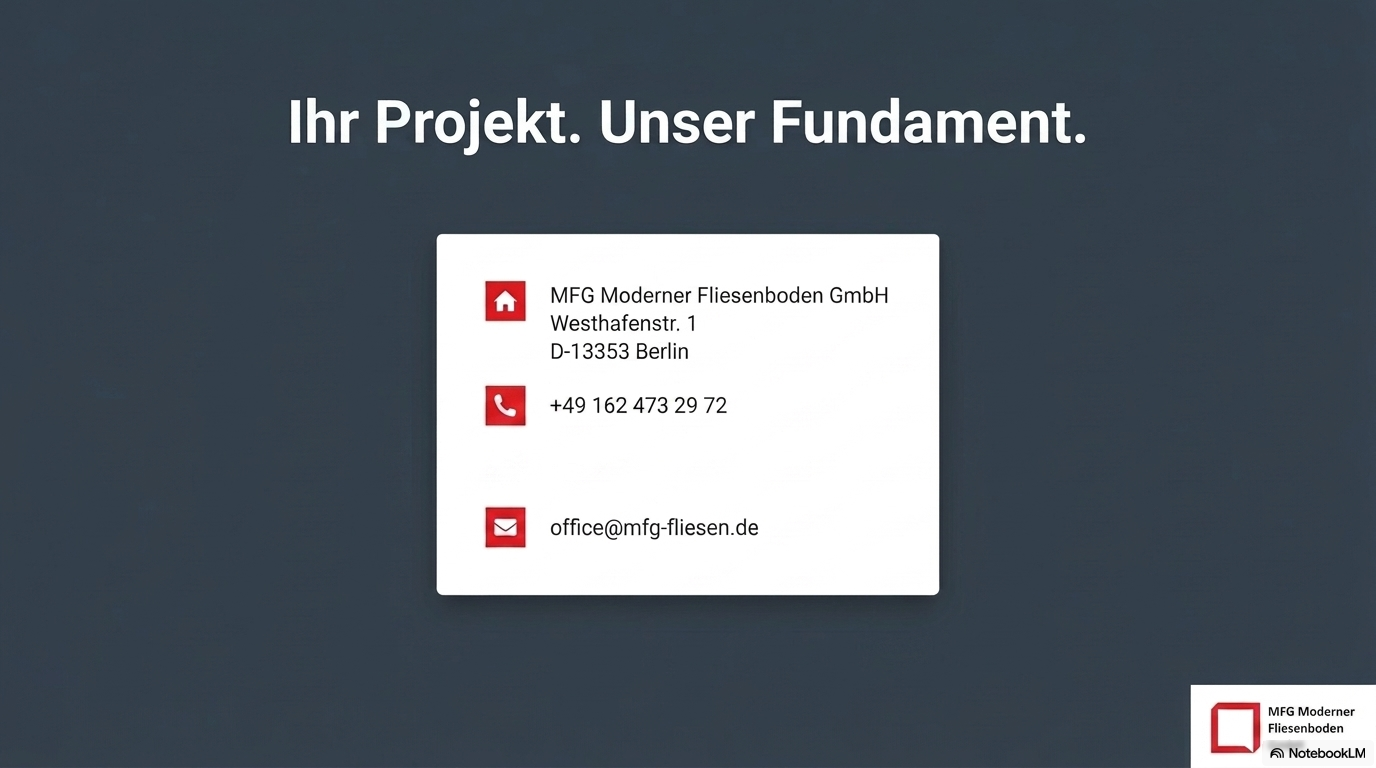 Ihr Projekt. Unser Fundament.
MFG Moderner Fliesenboden GmbH
Westhafenstr. 1
D-13353 Berlin
+49 162 473 29 72
office@mfg-fliesen.de
MFG Moderner
Fliesenboden
NotebookLM